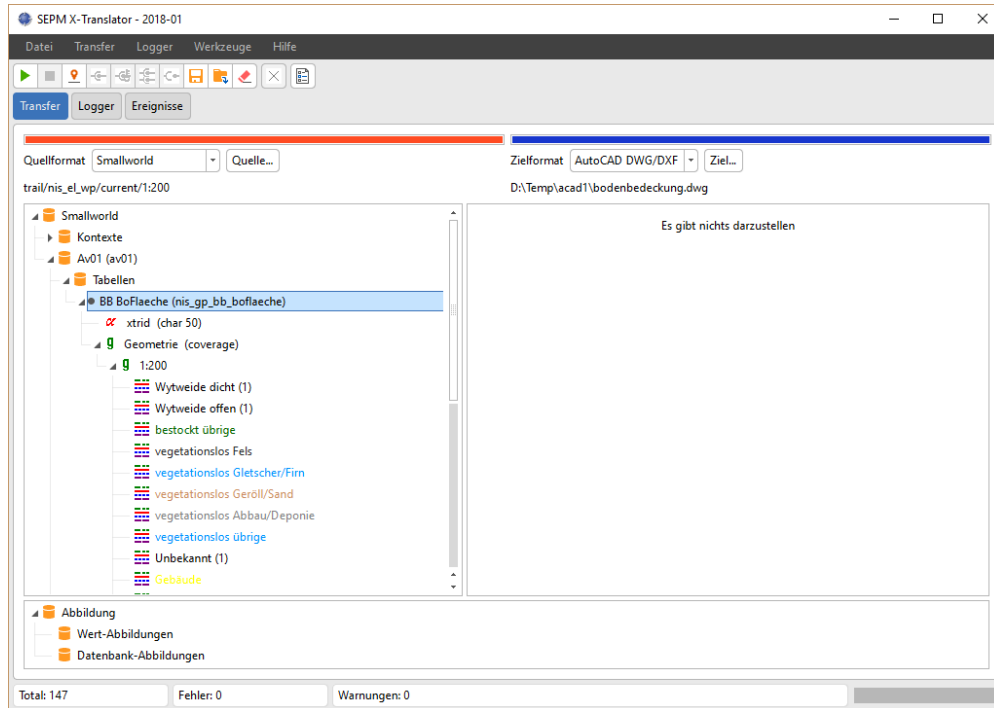 SEPM X-Translator - 2018-01
Datei Transfer Logger Werkzeuge Hilfe
Transfer Logger Ereignisse
Quellformat Smallworld Quelle... Zielformat AutoCAD DWG/DXF Ziel...
trail/nis_el_wp/current/1:200 D:\Temp\acad1\bodenbedeckung.dwg
Es gibt nichts darzustellen
Smallworld
Kontexte
Av01 (av01)
Tabellen
BB BoFlaeche (nis_gp_bb_boflaeche)
xtrid (char 50)
Geometrie (coverage)
1:200
Wytweide dicht (1)
Wytweide offen (1)
bestockt übrige
vegetationslos Fels
vegetationslos Gletscher/Firn
vegetationslos Geröll/Sand
vegetationslos Abbau/Deponie
vegetationslos übrige
Unbekannt (1)
Gebäude
Abbildung
Wert-Abbildungen
Datenbank-Abbildungen
Total: 147 Fehler: 0 Warnungen: 0